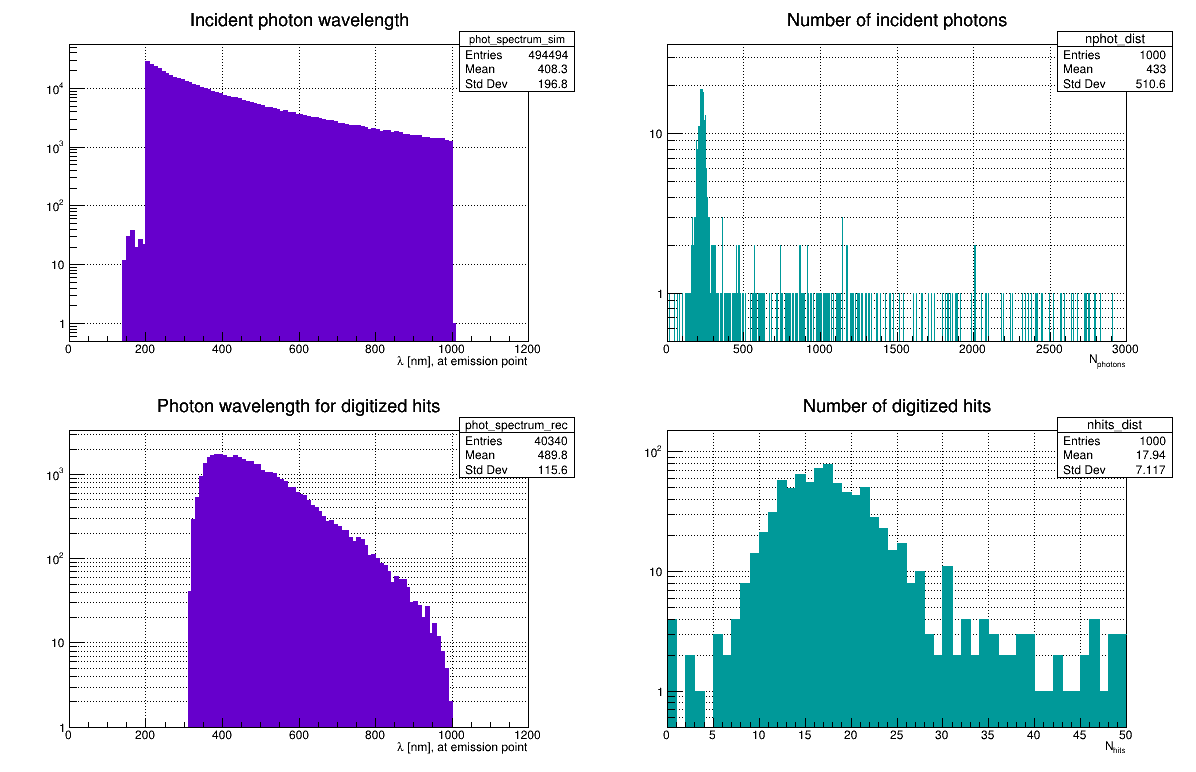 Incident photon wavelength
phot_spectrum_sim
Entries 494494
Mean 408.3
Std Dev 196.8
10^4
10^3
10^2
10
1
0 200 400 600 800 1000 1200
λ [nm], at emission point
Number of incident photons
nphot_dist
Entries 1000
Mean 433
Std Dev 510.6
10
1
0 500 1000 1500 2000 2500 3000
N_photons
Photon wavelength for digitized hits
phot_spectrum_rec
Entries 40340
Mean 489.8
Std Dev 115.6
10^3
10^2
10
1
0 200 400 600 800 1000 1200
λ [nm], at emission point
Number of digitized hits
nhits_dist
Entries 1000
Mean 17.94
Std Dev 7.117
10^2
10
1
0 5 10 15 20 25 30 35 40 45 50
N_hits